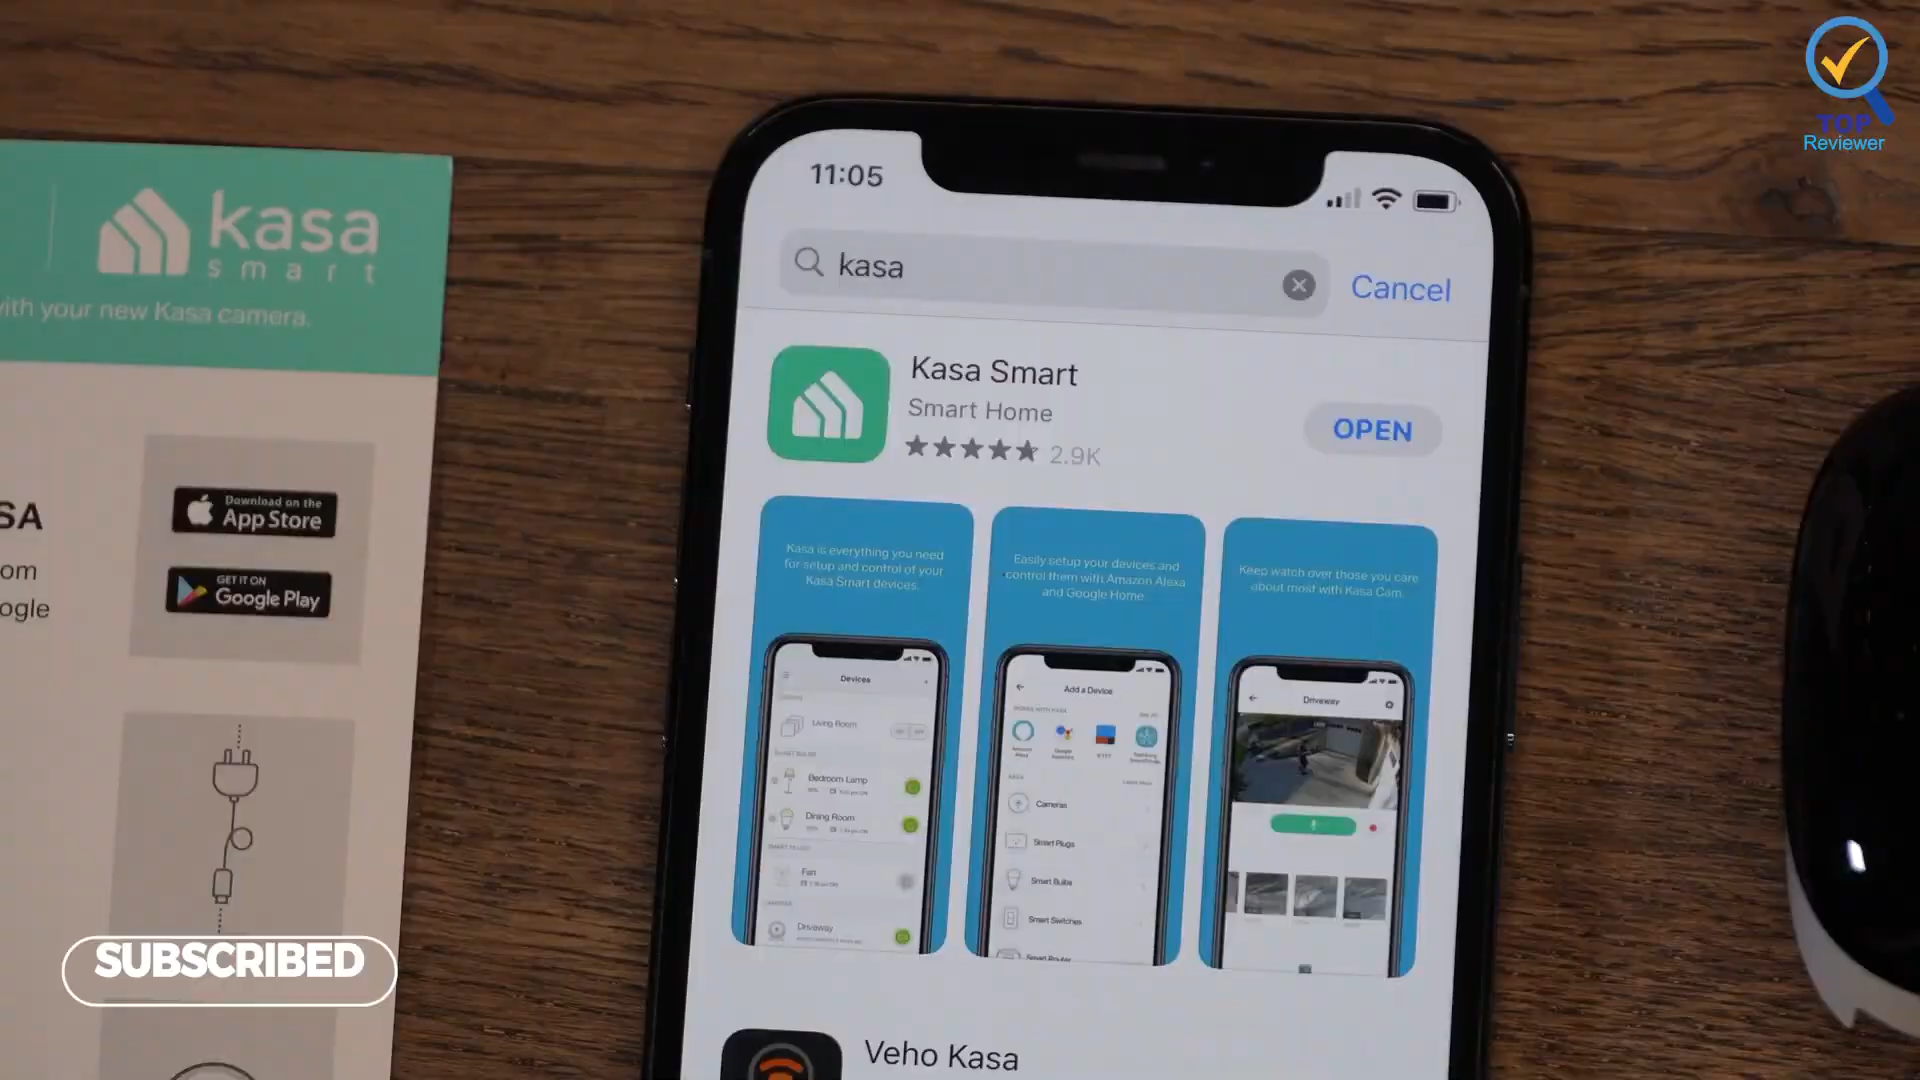 TOP
Reviewer
kasa
smart
with your new Kasa camera.
SA
om
ogle
Download on the
App Store
GET IT ON
Google Play
SUBSCRIBED
11:05
kasa
Cancel
Kasa Smart
Smart Home
2.9K
OPEN
Kasa is everything you need
for setup and control of your
Kasa Smart devices.
Devices
Living Room
Bedroom Lamp
Dining Room
Fan
Driveway
Easily setup your devices and
control them with Amazon Alexa
and Google Home
Add a Device
Cameras
Smart Plugs
Smart Bulbs
Smart Switches
Smart Router
Keep watch over those you care
about most with Kasa Cam.
Driveway
Veho Kasa